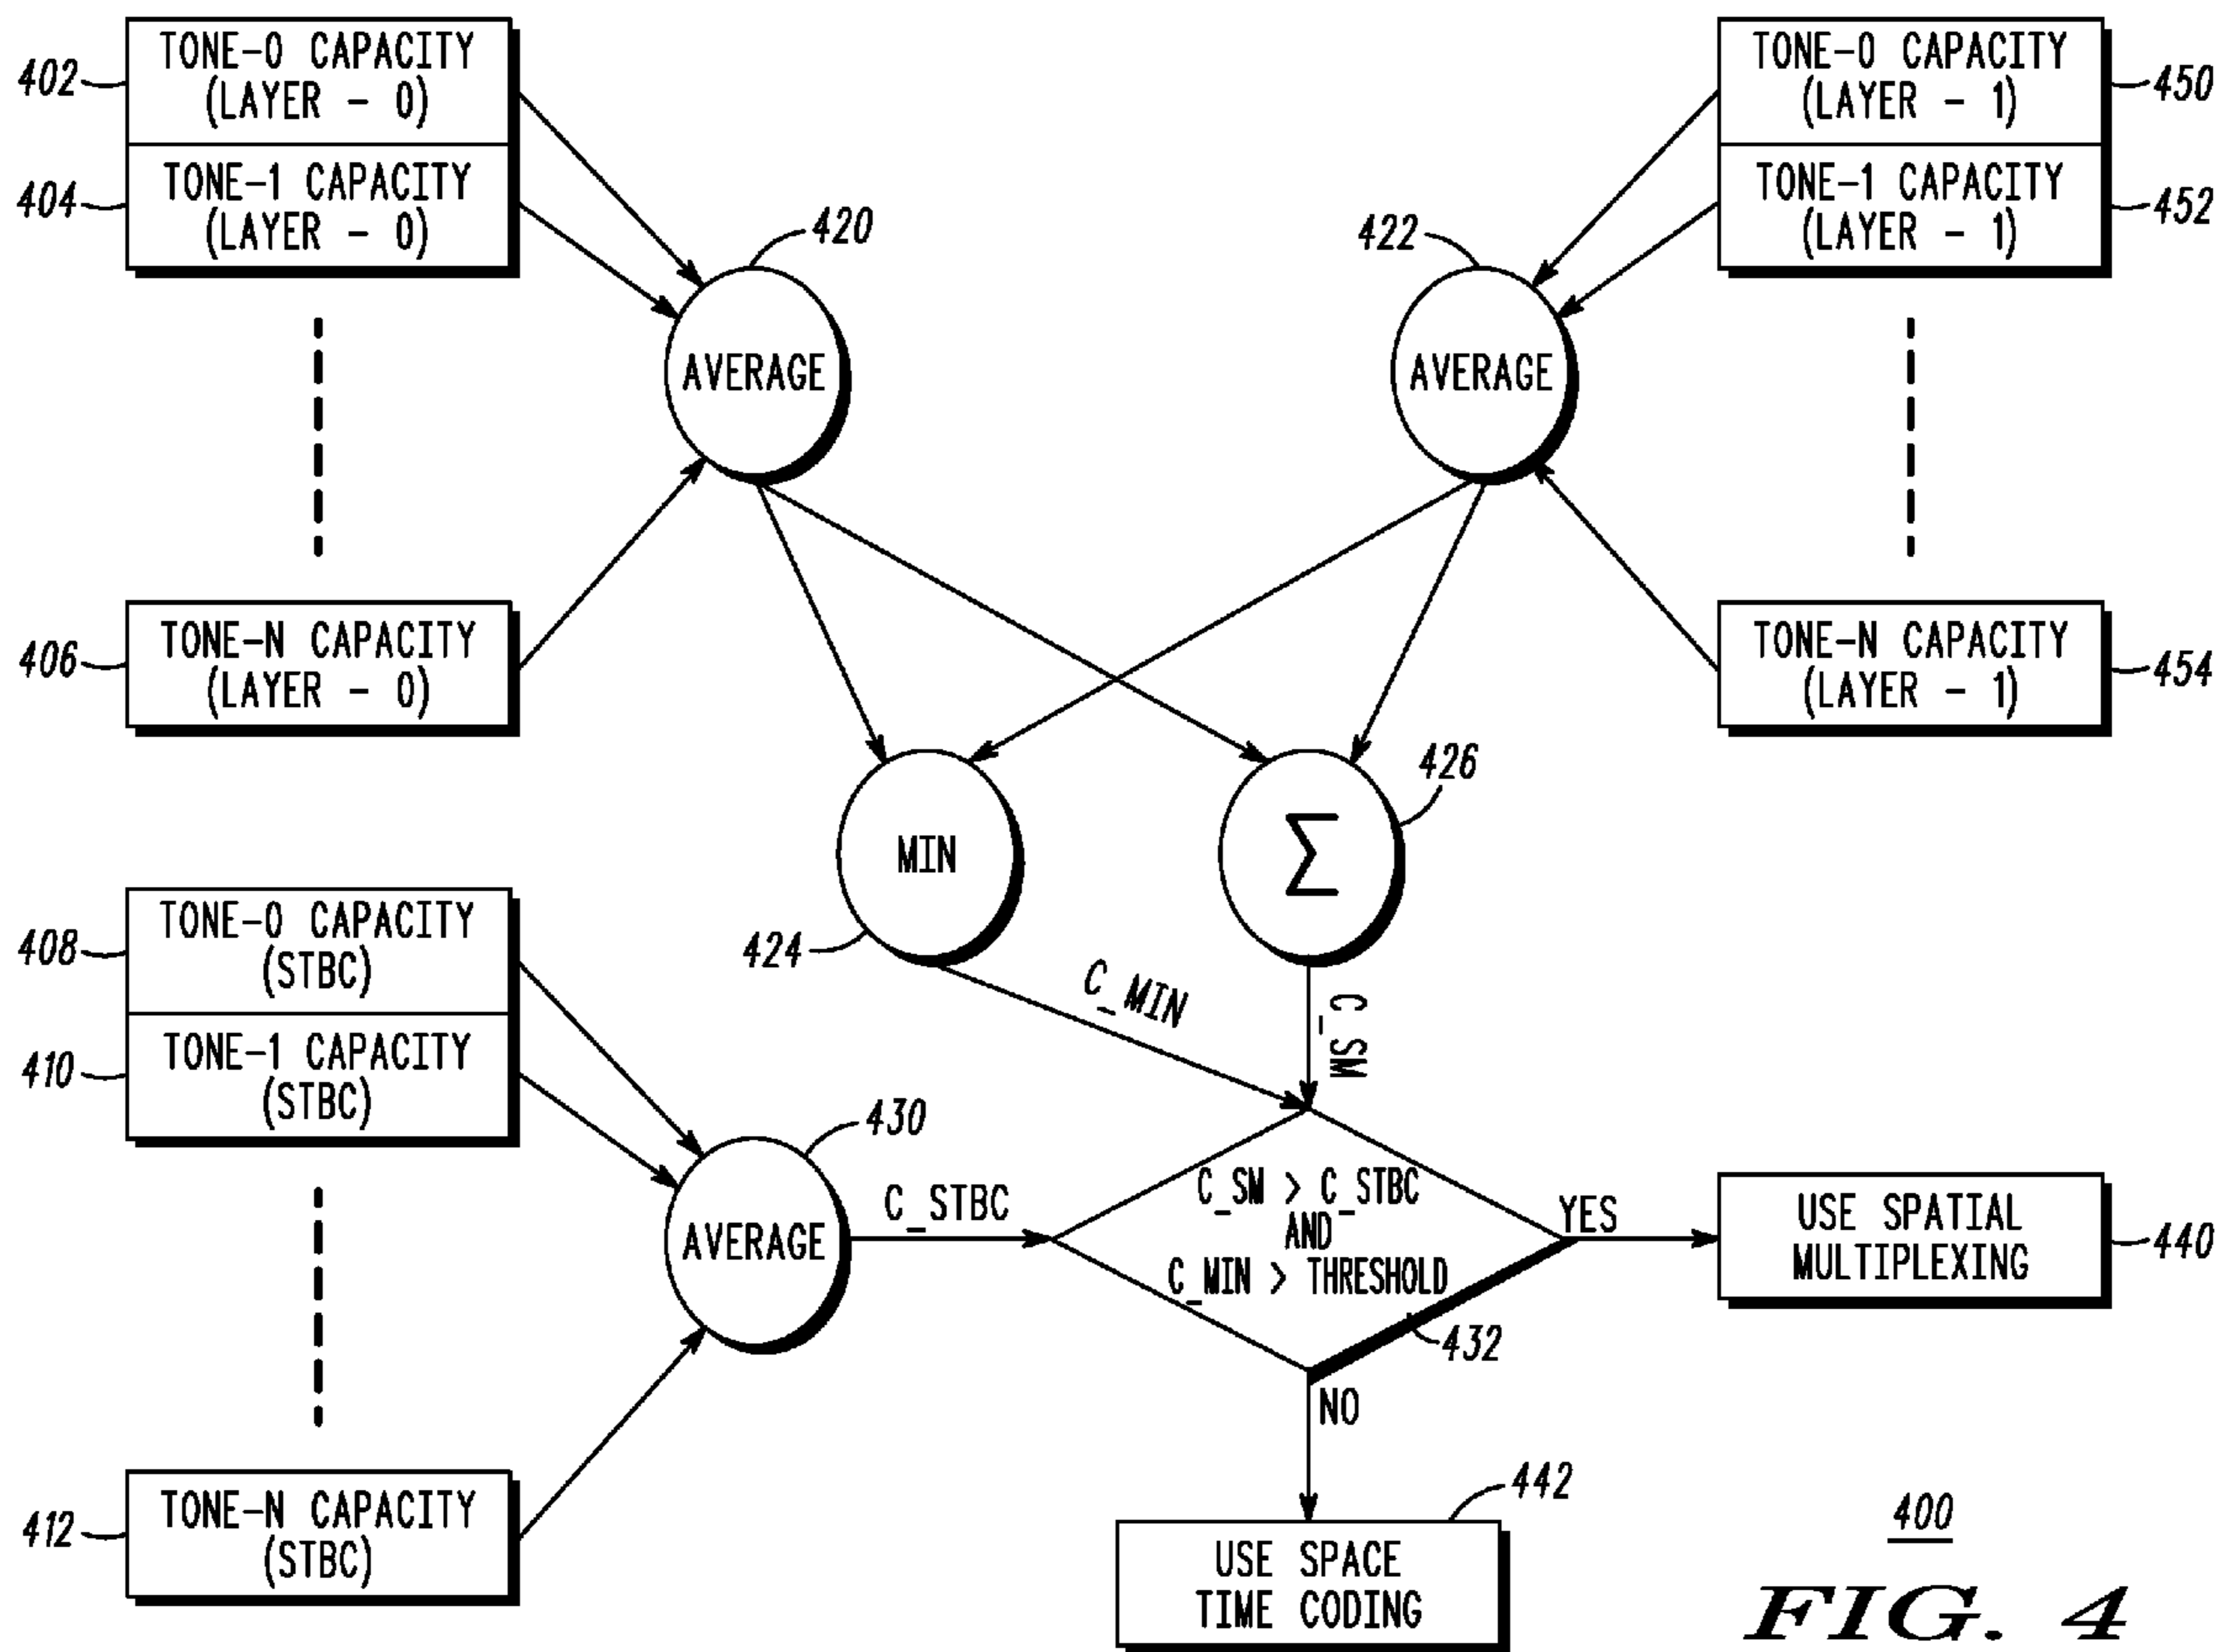 402
TONE-0 CAPACITY
(LAYER - 0)
404
TONE-1 CAPACITY
(LAYER - 0)
420
AVERAGE
406
TONE-N CAPACITY
(LAYER - 0)
TONE-0 CAPACITY
(LAYER - 1)
450
TONE-1 CAPACITY
(LAYER - 1)
452
422
AVERAGE
TONE-N CAPACITY
(LAYER - 1)
454
MIN
424
Σ
426
C_MIN
C_SM
408
TONE-0 CAPACITY
(STBC)
410
TONE-1 CAPACITY
(STBC)
430
AVERAGE
C_STBC
412
TONE-N CAPACITY
(STBC)
C_SM > C_STBC
AND
C_MIN > THRESHOLD
432
YES
USE SPATIAL
MULTIPLEXING
440
NO
442
USE SPACE
TIME CODING
400
FIG. 4